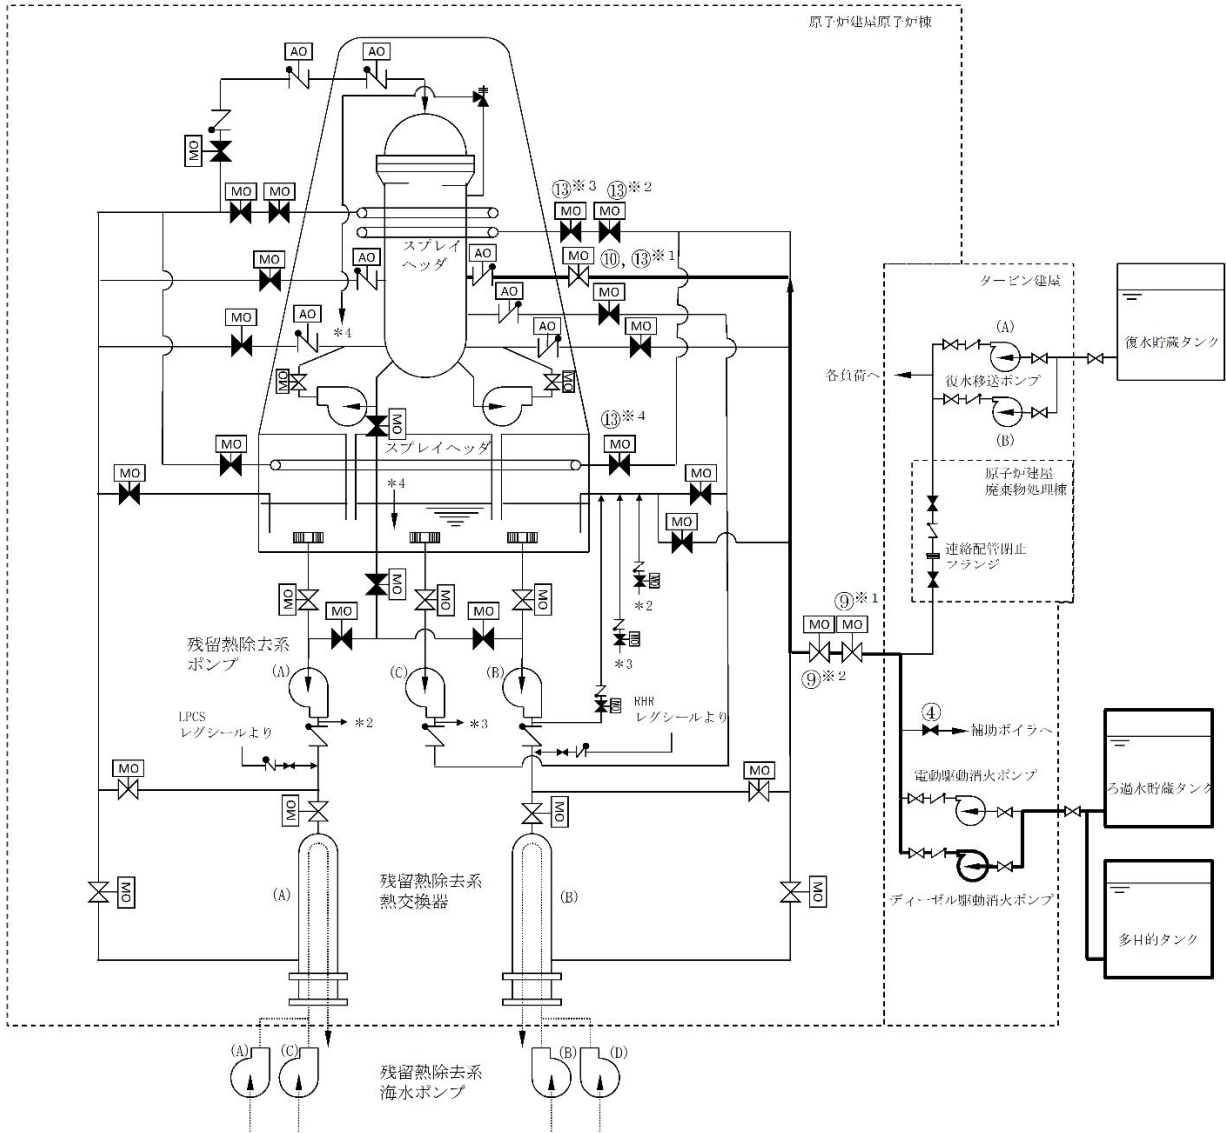 原子炉建屋原子炉棟
AO
AO
MO
MO
MO
⑬※3
⑬※2
MO
MO
スプレイ
ヘッダ
AO
AO
MO
⑩, ⑬※1
MO
AO
MO
MO
AO
AO
MO
*4
MO
MO
MO
スプレイヘッダ
⑬※4
MO
MO
*4
MO
MO
MO
MO
MO
MO
MO
MO
MO
MO
*2
MO
*3
残留熱除去系
ポンプ
(A)
(C)
(B)
MO
*2
*3
LPCS
レグシールより
RHR
レグシールより
MO
MO
MO
MO
MO
MO
(A)
残留熱除去系
熱交換器
(B)
(A)
(C)
残留熱除去系
海水ポンプ
(B)
(D)
タービン建屋
(A)
復水移送ポンプ
(B)
各負荷へ
復水貯蔵タンク
原子炉建屋
廃棄物処理棟
連絡配管閉止
フランジ
⑨※1
MO
MO
⑨※2
④
補助ボイラへ
電動駆動消火ポンプ
ろ過水貯蔵タンク
ディーゼル駆動消火ポンプ
多目的タンク